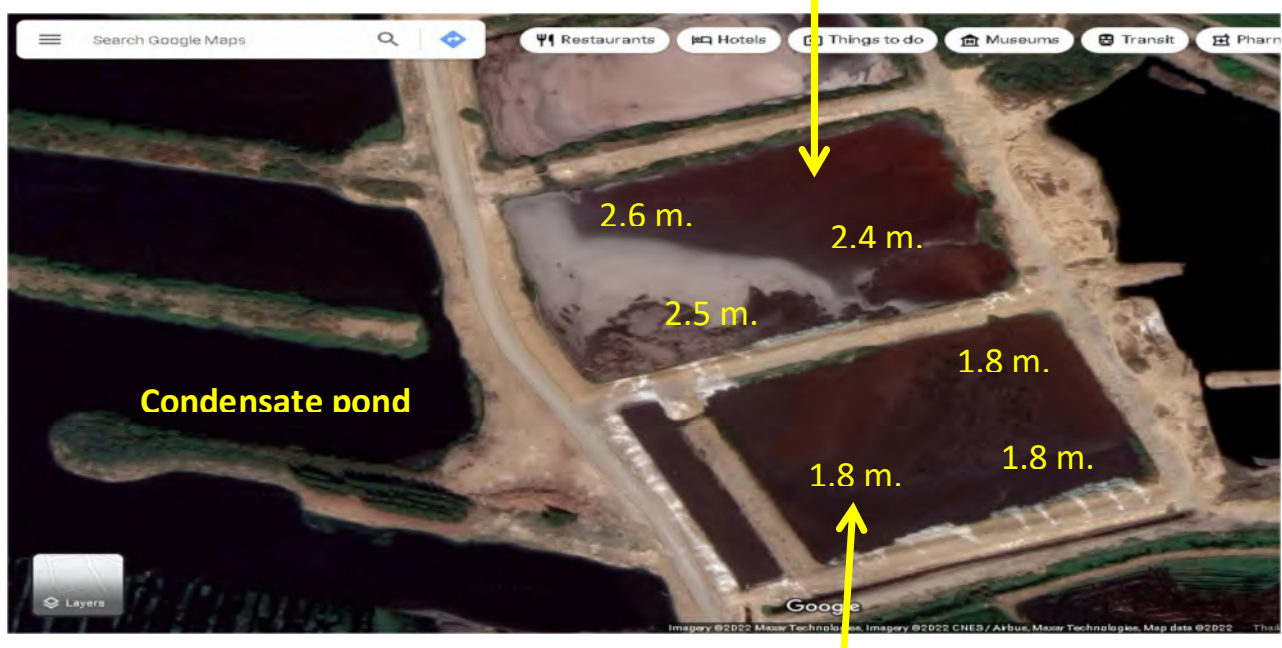 Search Google Maps
Restaurants
Hotels
Things to do
Museums
Transit
Pharm
2.6 m.
2.4 m.
2.5 m.
1.8 m.
Condensate pond
1.8 m.
1.8 m.
Layers
Google
Imagery ©2022 Maxar Technologies, Imagery ©2022 CNES / Airbus, Maxar Technologies, Map data ©2022 Thail